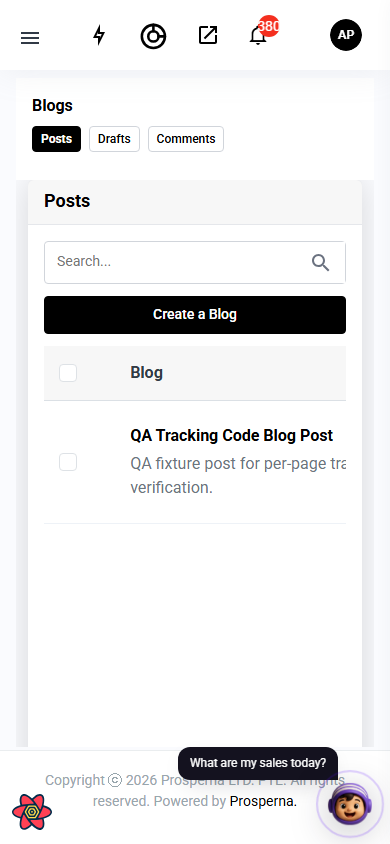 380
AP
Blogs
Posts
Drafts
Comments
Posts
Search...
Create a Blog
Blog
QA Tracking Code Blog Post
QA fixture post for per-page tra
verification.
What are my sales today?
Copyright © 2026 Prosperna LTD. PTE. All rights
reserved. Powered by Prosperna.